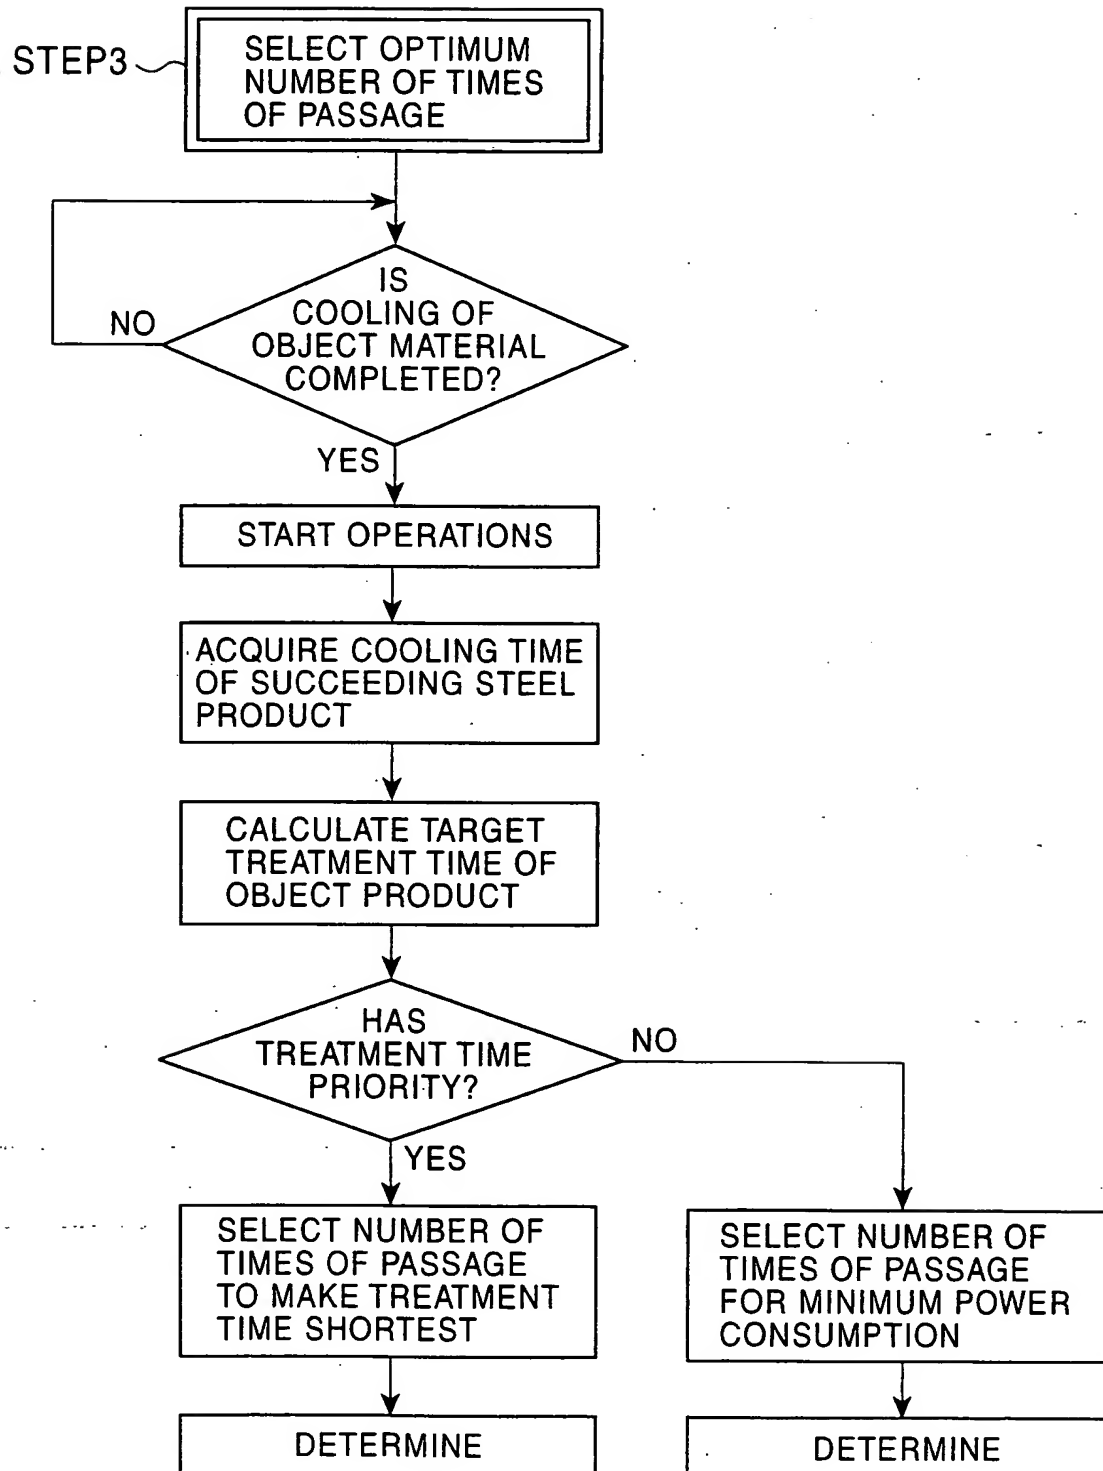 STEP3
SELECT OPTIMUM
NUMBER OF TIMES
OF PASSAGE
IS
COOLING OF
OBJECT MATERIAL
COMPLETED?
NO
YES
START OPERATIONS
ACQUIRE COOLING TIME
OF SUCCEEDING STEEL
PRODUCT
CALCULATE TARGET
TREATMENT TIME OF
OBJECT PRODUCT
HAS
TREATMENT TIME
PRIORITY?
NO
YES
SELECT NUMBER OF
TIMES OF PASSAGE
TO MAKE TREATMENT
TIME SHORTEST
SELECT NUMBER OF
TIMES OF PASSAGE
FOR MINIMUM POWER
CONSUMPTION
DETERMINE
DETERMINE